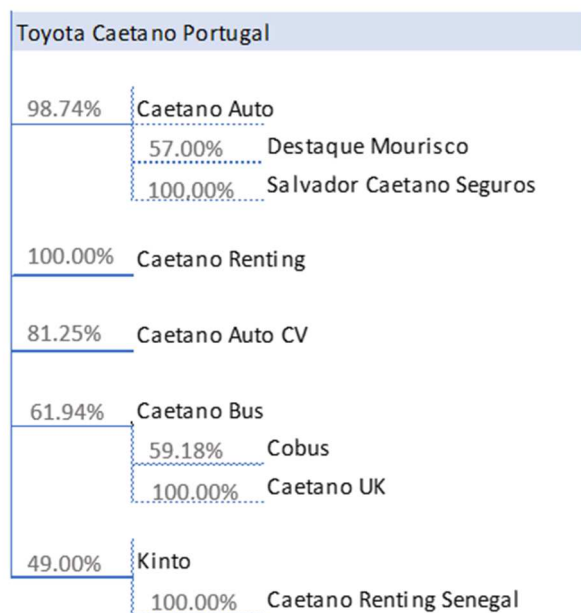 Toyota Caetano Portugal
98.74% Caetano Auto
57.00% Destaque Mourisco
100.00% Salvador Caetano Seguros
100.00% Caetano Renting
81.25% Caetano Auto CV
61.94% Caetano Bus
59.18% Cobus
100.00% Caetano UK
49.00% Kinto
100.00% Caetano Renting Senegal